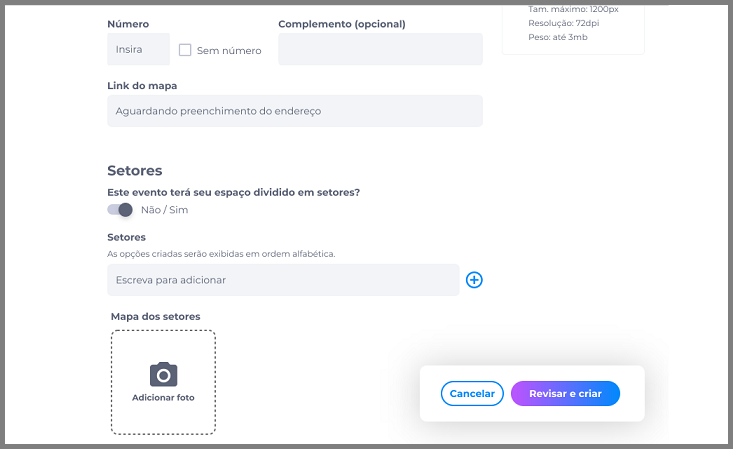 Tam. máximo: 1200px
Resolução: 72dpi
Peso: até 3mb
Número
Complemento (opcional)
Insira
Sem número
Link do mapa
Aguardando preenchimento do endereço
Setores
Este evento terá seu espaço dividido em setores?
Não / Sim
Setores
As opções criadas serão exibidas em ordem alfabética.
Escreva para adicionar
Mapa dos setores
Adicionar foto
Cancelar
Revisar e criar